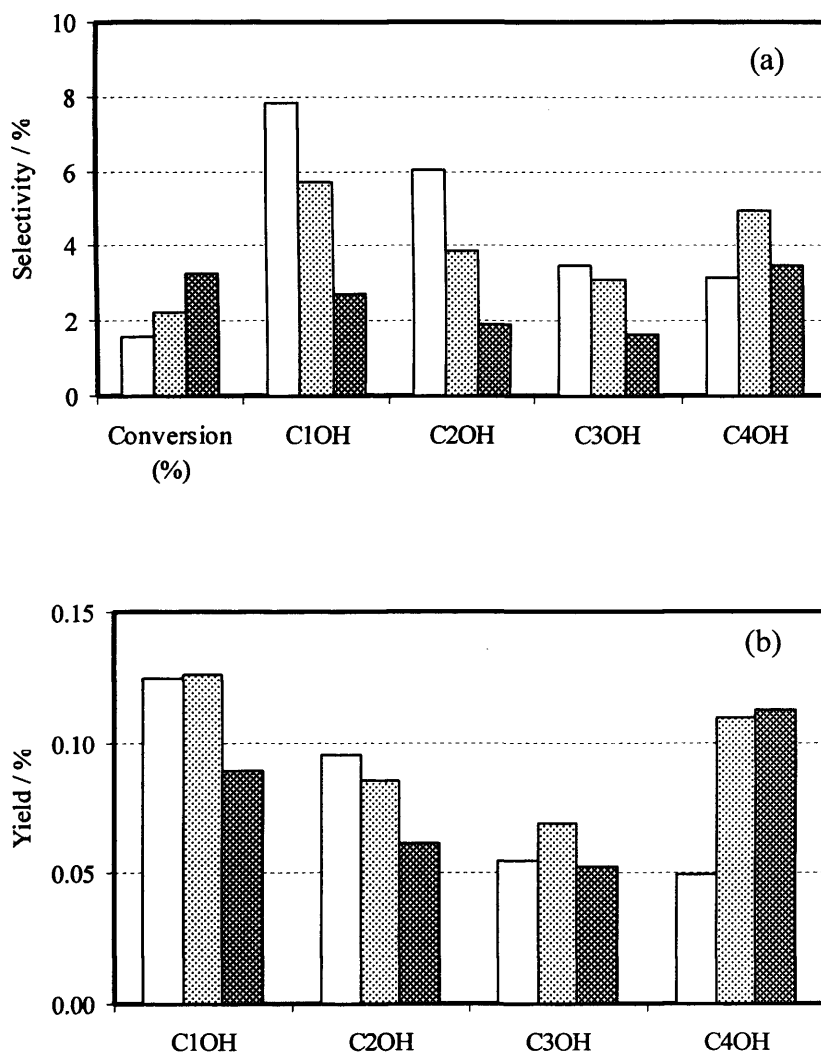 10
(a)
8
6
4
2
0
Selectivity / %
Conversion C1OH C2OH C3OH C4OH
(%)
0.15
(b)
0.10
0.05
0.00
Yield / %
C1OH C2OH C3OH C4OH